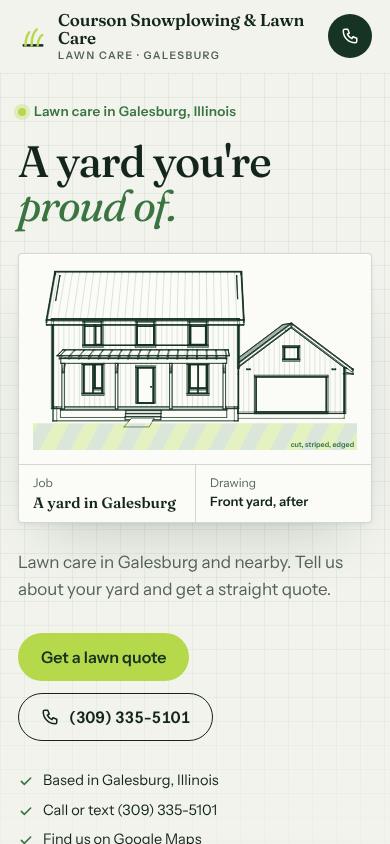 Courson Snowplowing & Lawn
Care
LAWN CARE · GALESBURG
Lawn care in Galesburg, Illinois
A yard you're
proud of.
cut, striped, edged
Job
A yard in Galesburg
Drawing
Front yard, after
Lawn care in Galesburg and nearby. Tell us
about your yard and get a straight quote.
Get a lawn quote
(309) 335-5101
Based in Galesburg, Illinois
Call or text (309) 335-5101
Find us on Google Maps